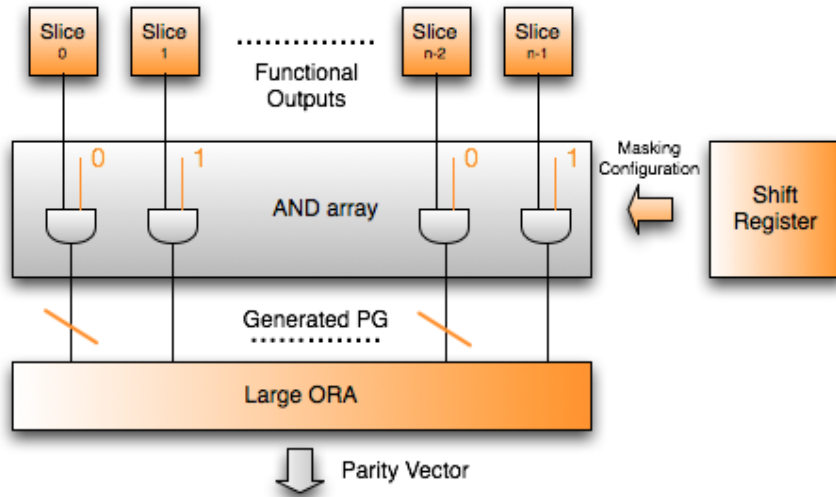 Slice
0
Slice
1
Slice
n-2
Slice
n-1
Functional
Outputs
0
1
0
1
AND array
Masking
Configuration
Shift
Register
Generated PG
Large ORA
Parity Vector